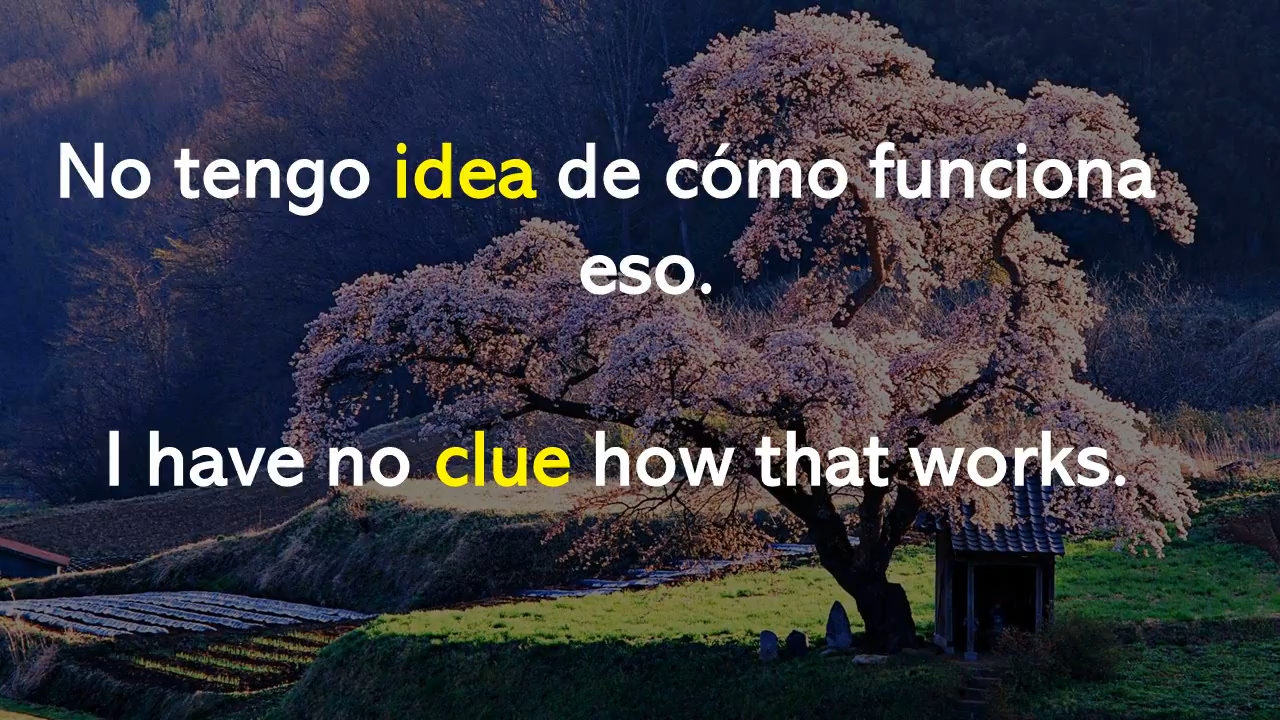 No tengo idea de cómo funciona
eso.
I have no clue how that works.